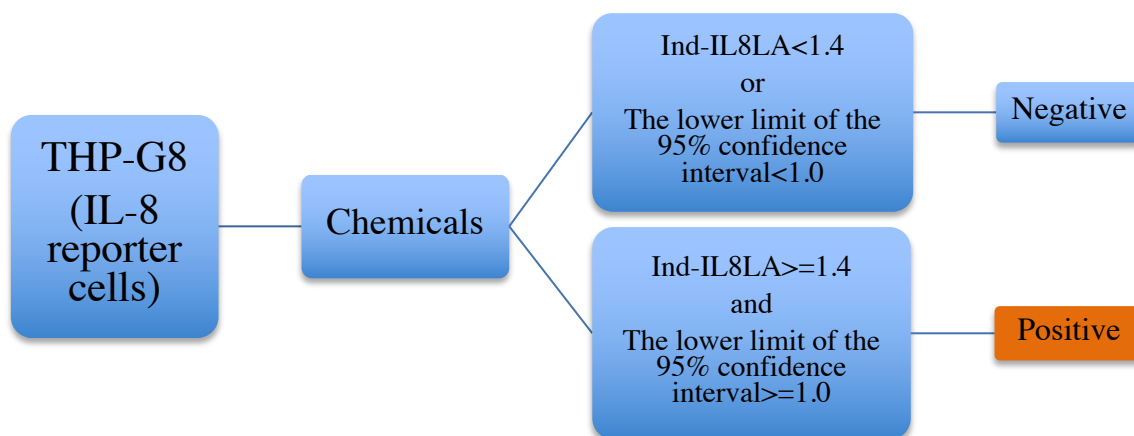 THP-G8
(IL-8
reporter
cells)
Chemicals
Ind-IL8LA<1.4
or
The lower limit of the
95% confidence
interval<1.0
Negative
Ind-IL8LA>=1.4
and
The lower limit of the
95% confidence
interval>=1.0
Positive